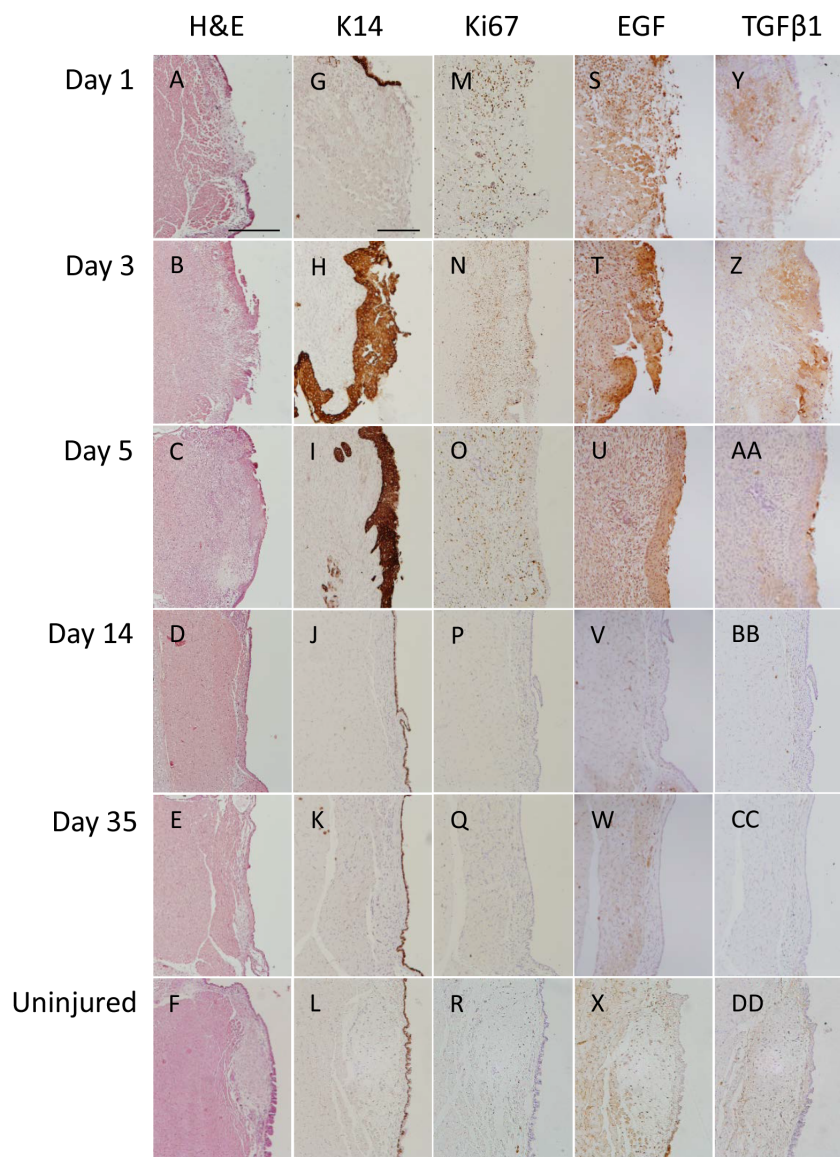 H&E K14 Ki67 EGF TGFβ1
Day 1 A G M S Y
Day 3 B H N T Z
Day 5 C I O U AA
Day 14 D J P V BB
Day 35 E K Q W CC
Uninjured F L R X DD